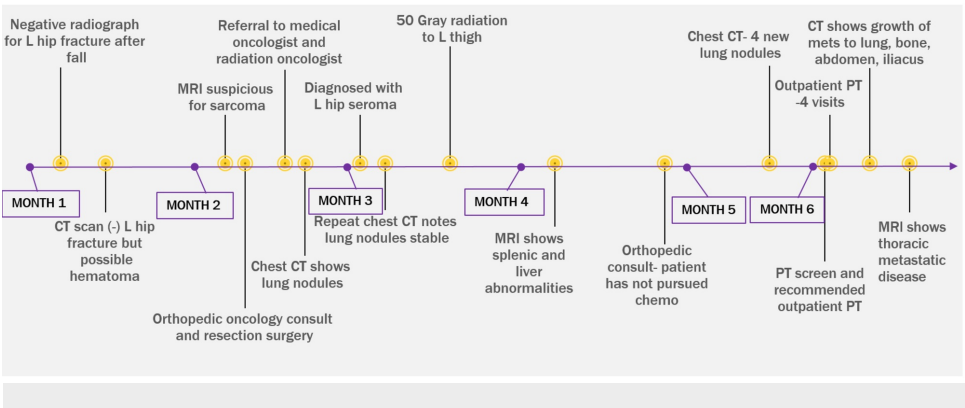 Negative radiograph
for L hip fracture after
fall
MRI suspicious
for sarcoma
Referral to medical
oncologist and
radiation oncologist
Diagnosed with
L hip seroma
50 Gray radiation
to L thigh
Chest CT- 4 new
lung nodules
Outpatient PT
-4 visits
CT shows growth of
mets to lung, bone,
abdomen, iliacus
MONTH 1
MONTH 2
MONTH 3
MONTH 4
MONTH 5
MONTH 6
CT scan (-) L hip
fracture but
possible
hematoma
Orthopedic oncology consult
and resection surgery
Chest CT shows
lung nodules
Repeat chest CT notes
lung nodules stable
MRI shows
splenic and
liver
abnormalities
Orthopedic
consult- patient
has not pursued
chemo
PT screen and
recommended
outpatient PT
MRI shows
thoracic
metastatic
disease